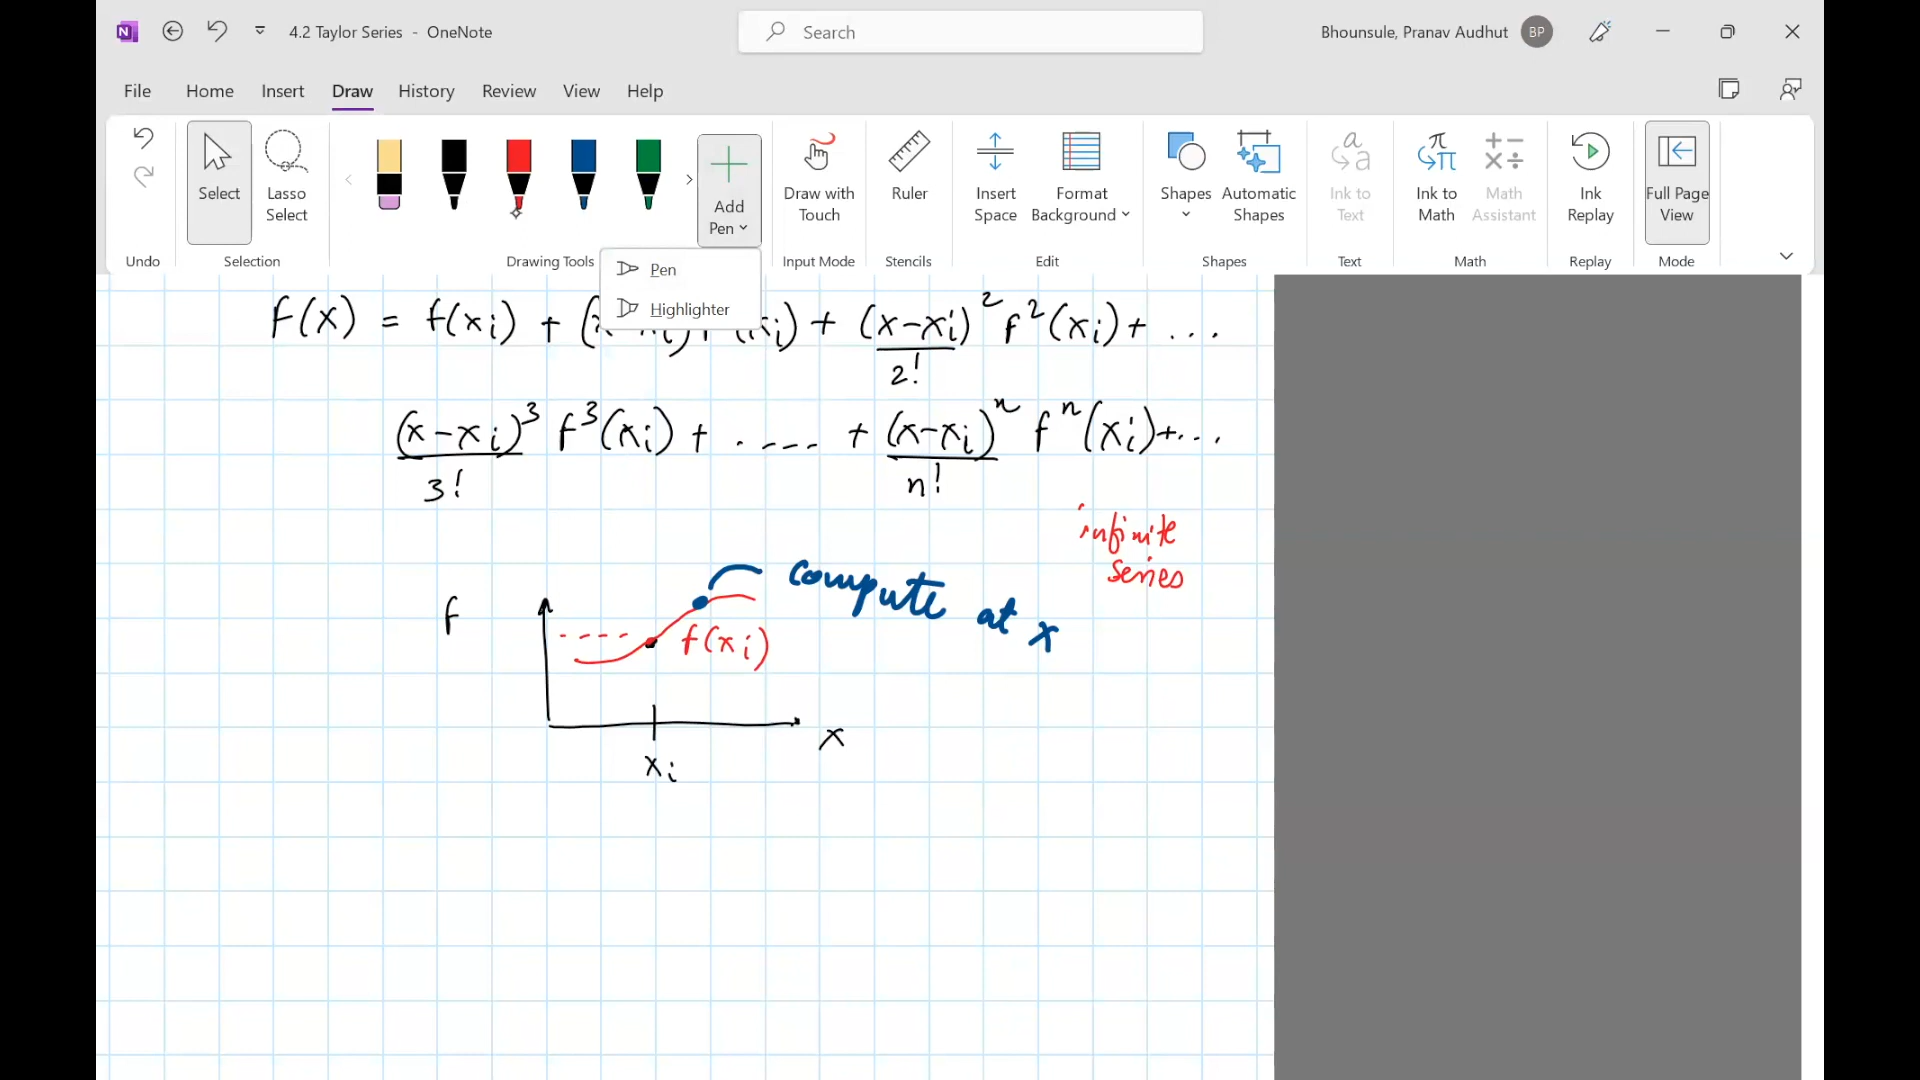 4.2 Taylor Series - OneNote
Search
Bhounsule, Pranav Audhut BP
File Home Insert Draw History Review View Help
Select
Lasso Select
Add Pen
Draw with Touch
Ruler
Insert Space
Format Background
Shapes
Automatic Shapes
Ink to Text
Ink to Math
Math Assistant
Ink Replay
Full Page View
Undo Selection Drawing Tools Input Mode Stencils Edit Shapes Text Math Replay Mode
Pen
Highlighter
f(x) = f(xi) + (x-xi)^2/2! f^2(xi) + ...
(x-xi)^3/3! f^3(xi) + ..... + (x-xi)^n/n! f^n(xi)+...
infinite
series
compute at x
f
f(xi)
x
xi